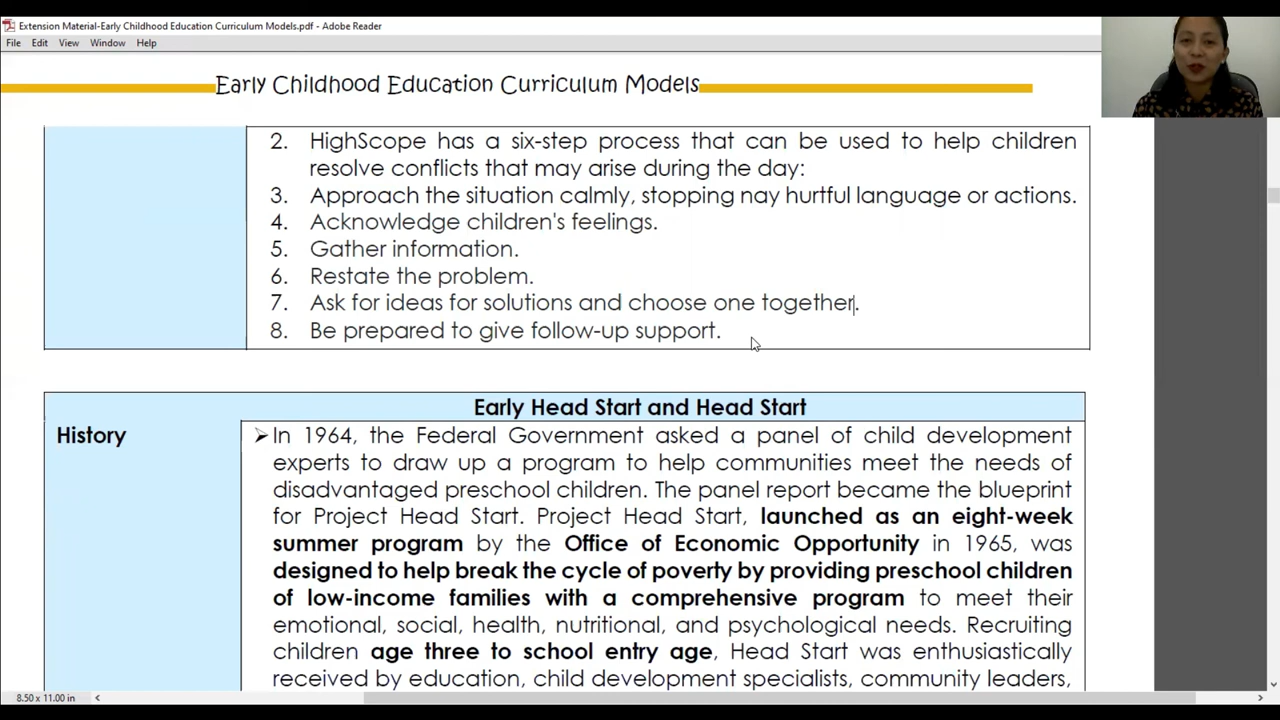 Extension Material-Early Childhood Education Curriculum Models.pdf - Adobe Reader
File Edit View Window Help
Early Childhood Education Curriculum Models
2. HighScope has a six-step process that can be used to help children
resolve conflicts that may arise during the day:
3. Approach the situation calmly, stopping nay hurtful language or actions.
4. Acknowledge children's feelings.
5. Gather information.
6. Restate the problem.
7. Ask for ideas for solutions and choose one together.
8. Be prepared to give follow-up support.
Early Head Start and Head Start
History
➢In 1964, the Federal Government asked a panel of child development
experts to draw up a program to help communities meet the needs of
disadvantaged preschool children. The panel report became the blueprint
for Project Head Start. Project Head Start, launched as an eight-week
summer program by the Office of Economic Opportunity in 1965, was
designed to help break the cycle of poverty by providing preschool children
of low-income families with a comprehensive program to meet their
emotional, social, health, nutritional, and psychological needs. Recruiting
children age three to school entry age, Head Start was enthusiastically
received by education, child development specialists, community leaders,
8.50 x 11.00 in